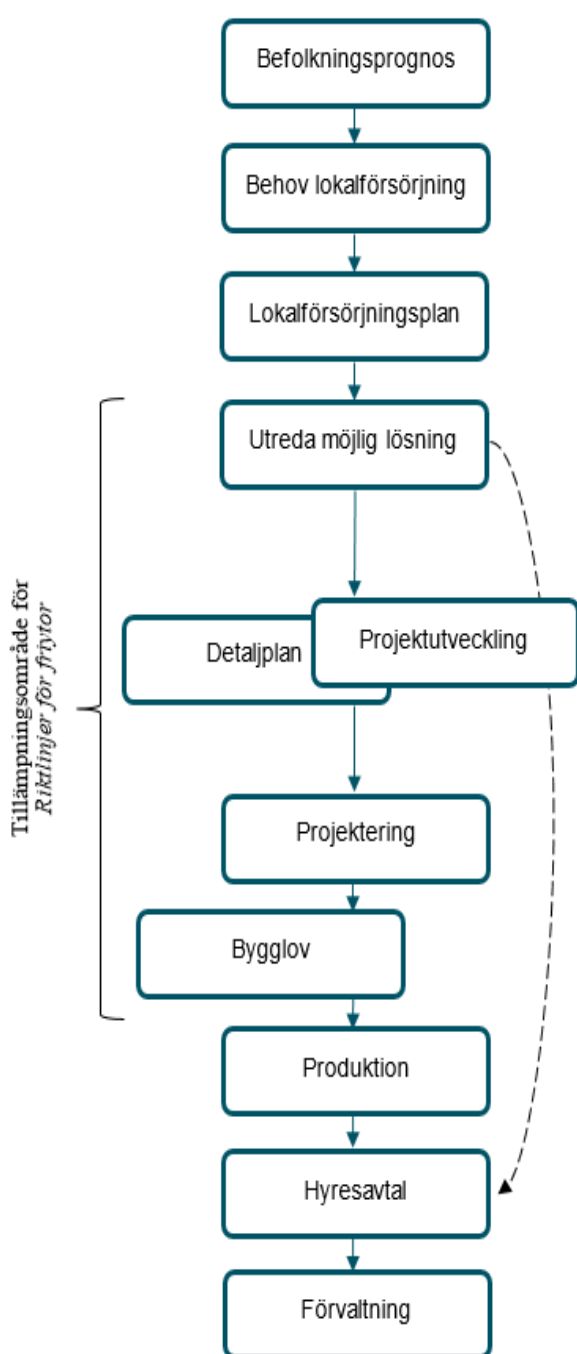 Befolkningsprognos
Behov lokalförsörjning
Lokalförsörjningsplan
Utreda möjlig lösning
Tillämpningsområde för
Riktlinjer för friytor
Projektutveckling
Detaljplan
Projektering
Bygglov
Produktion
Hyresavtal
Förvaltning